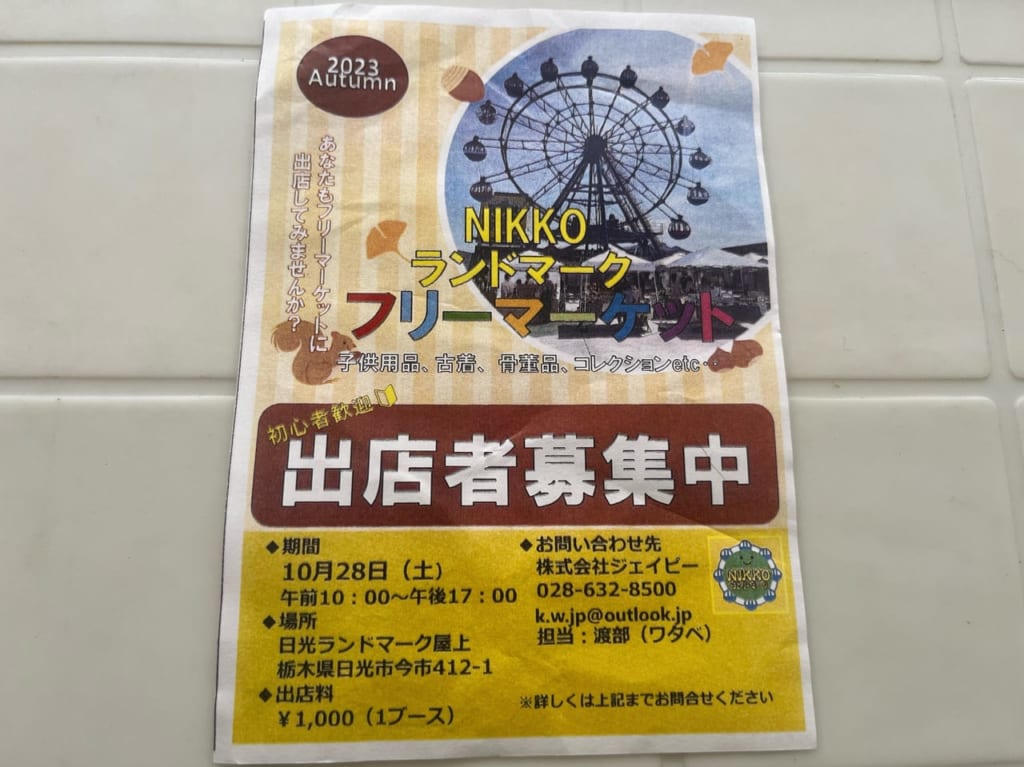 2023
Autumn
あなたもフリーマーケットに
出店してみませんか？
NIKKO
ランドマーク
フリーマーケット
子供用品、古着、骨董品、コレクションetc…
初心者歓迎
出店者募集中
◆期間
10月28日（土）
午前10：00～午後17：00
◆場所
日光ランドマーク屋上
栃木県日光市今市412-1
◆出店料
￥1,000（1ブース）
◆お問い合わせ先
株式会社ジェイピー
028-632-8500
k.w.jp@outlook.jp
担当：渡部（ワタベ）
NIKKO
※詳しくは上記までお問合せください